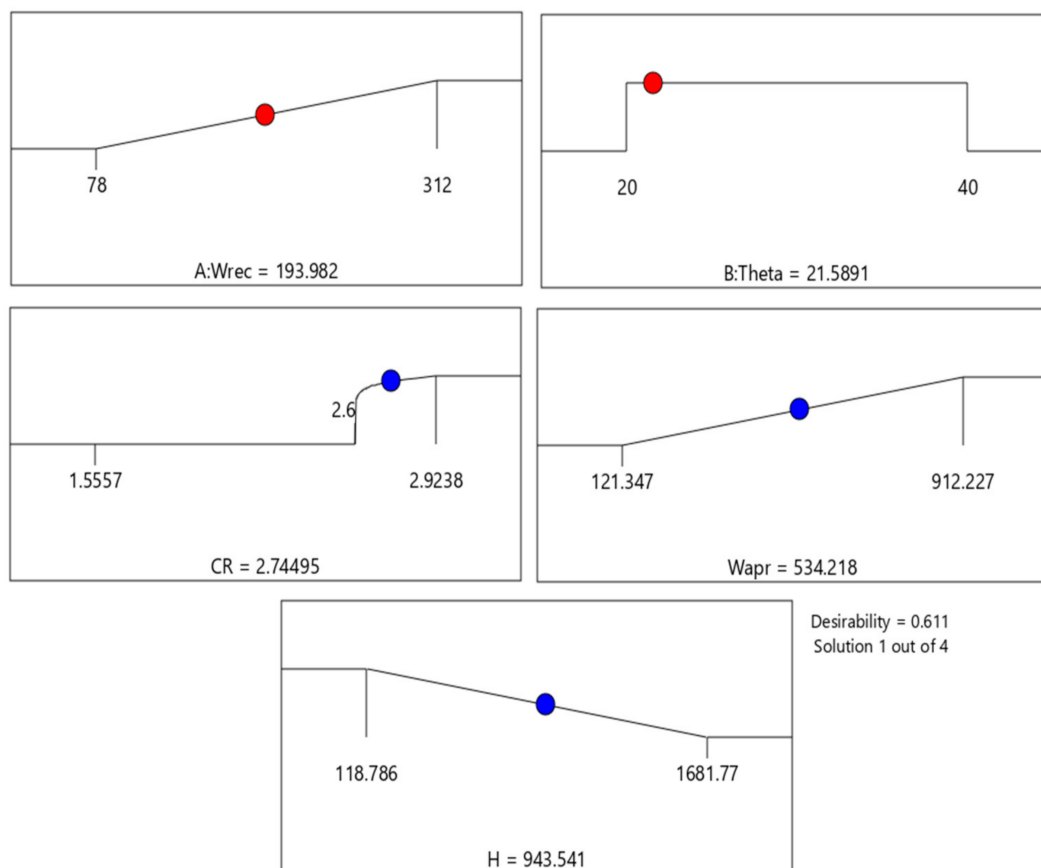 78
312
A:Wrec = 193.982
20
40
B:Theta = 21.5891
2.6
1.5557
2.9238
CR = 2.74495
121.347
912.227
Wapr = 534.218
Desirability = 0.611
Solution 1 out of 4
118.786
1681.77
H = 943.541